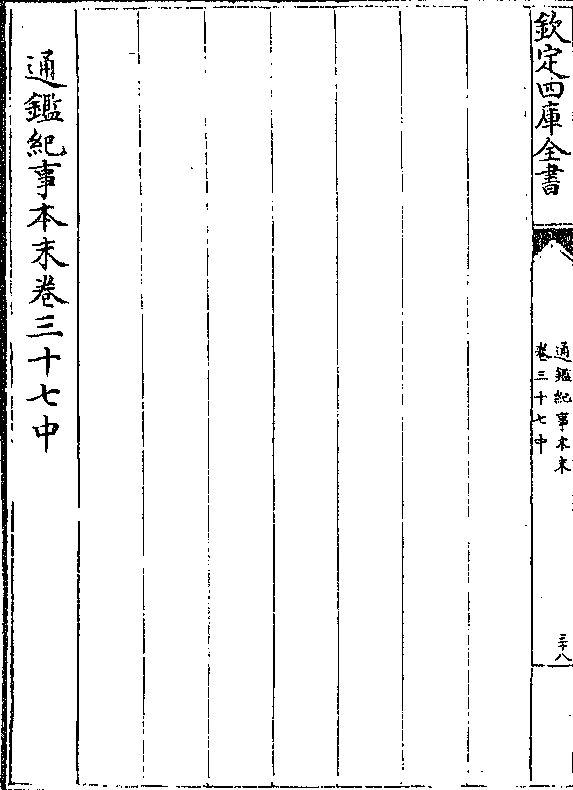 欽定四庫全書
通鑑紀事本末
卷三十七中
三十八
通鑑紀事本末卷三十七中